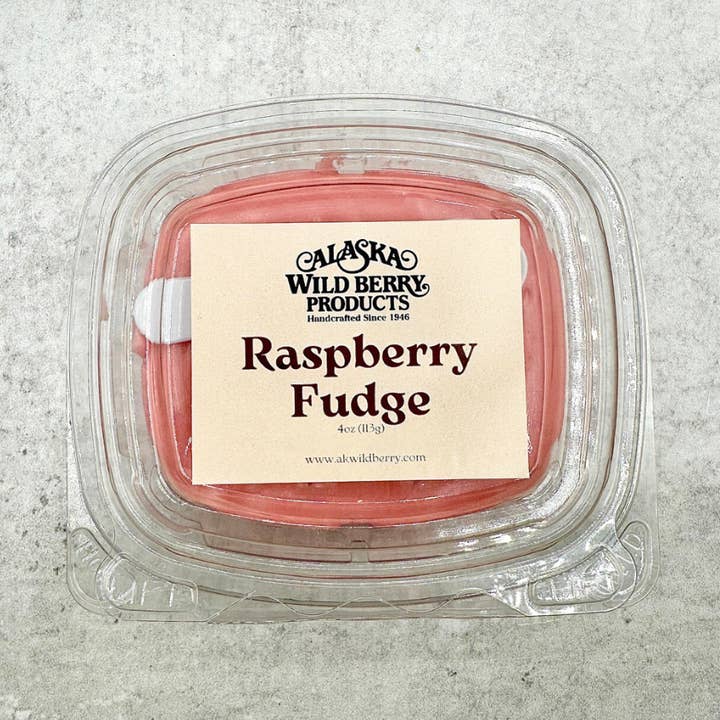 ALASKA
WILD BERRY
PRODUCTS
Handcrafted Since 1946
Raspberry
Fudge
4oz (113g)
www.akwildberry.com